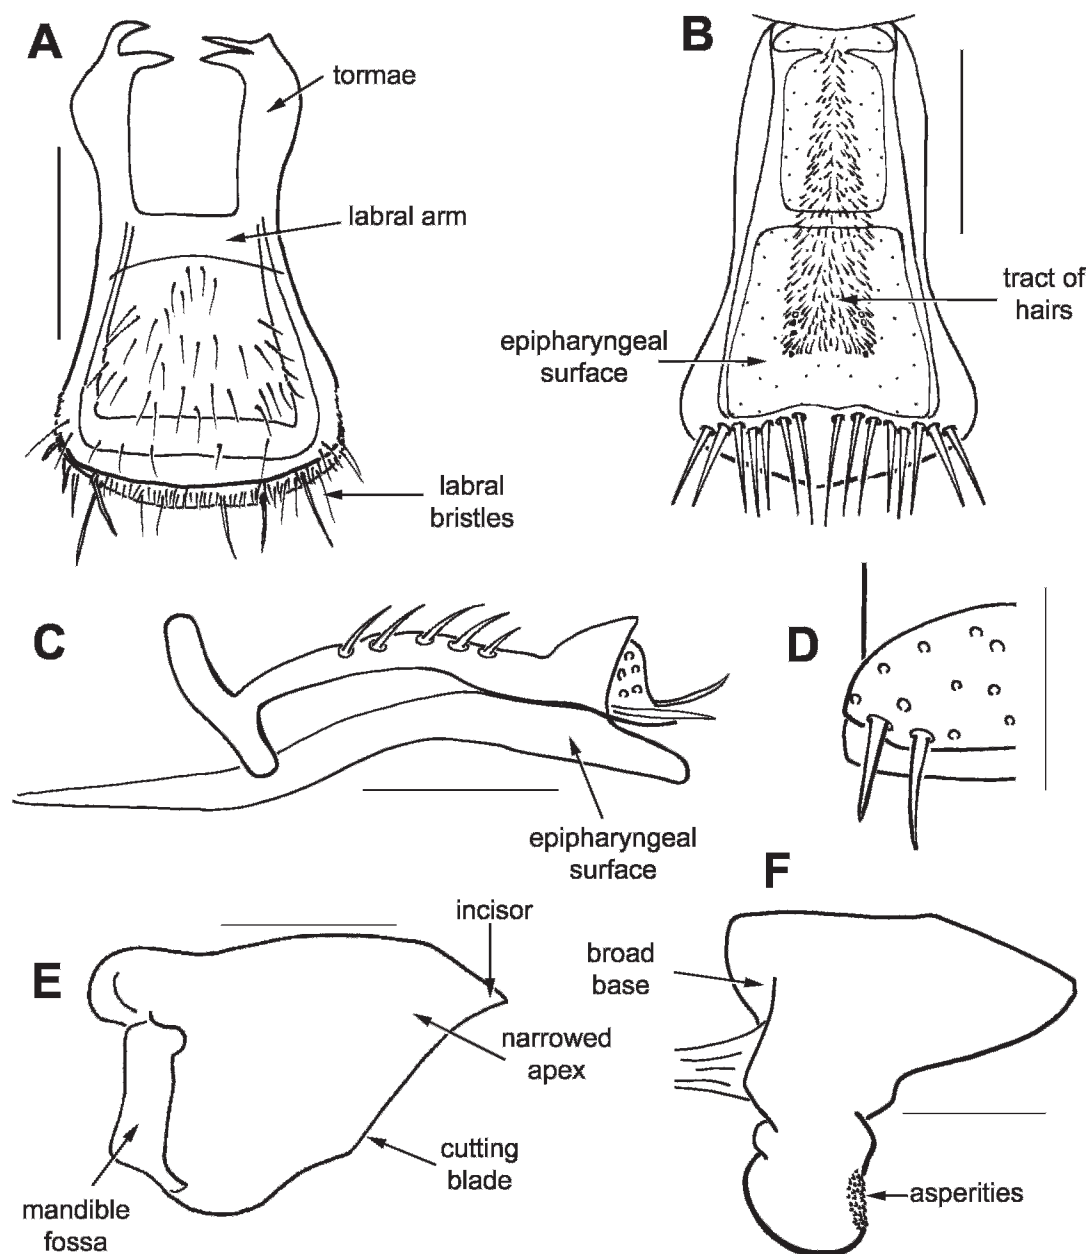 A
tormae
labral arm
labral
bristles
B
tract of
hairs
epipharyngeal
surface
C
epipharyngeal
surface
D
E
incisor
narrowed
apex
cutting
blade
mandible
fossa
F
broad
base
asperities